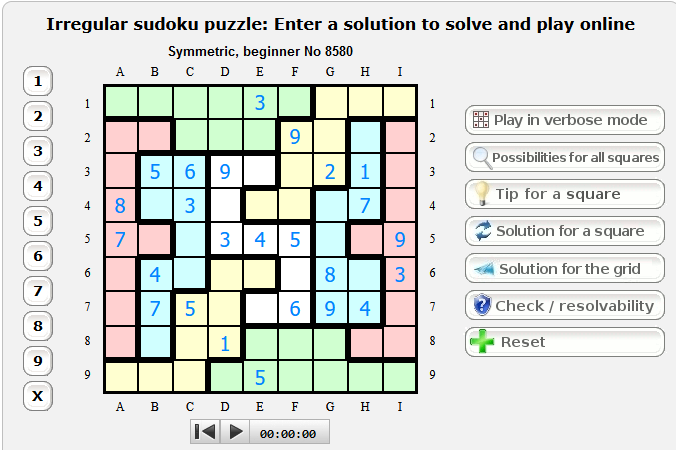 Irregular sudoku puzzle: Enter a solution to solve and play online
Symmetric, beginner No 8580
A B C D E F G H I
1 3 1
2 9 2
3 5 6 9 2 1 3
4 8 3 7 4
5 7 3 4 5 9 5
6 4 8 3 6
7 7 5 6 9 4 7
8 1 8
9 5 9
A B C D E F G H I
1
2
3
4
5
6
7
8
9
X
Play in verbose mode
Possibilities for all squares
Tip for a square
Solution for a square
Solution for the grid
Check / resolvability
Reset
00:00:00